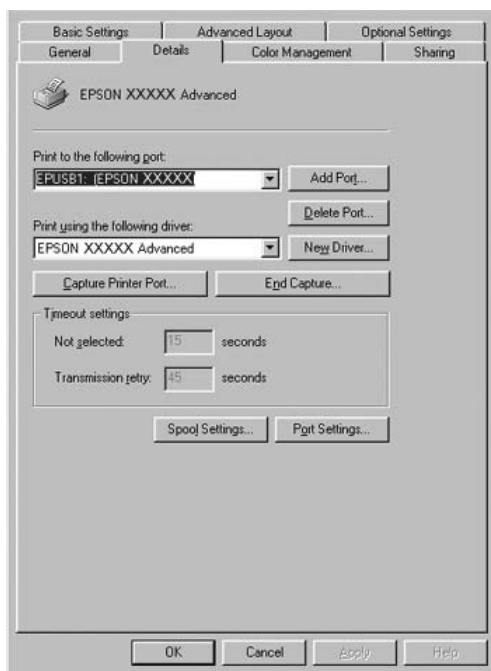 Basic Settings Advanced Layout Optional Settings
General Details Color Management Sharing
EPSON XXXXX Advanced
Print to the following port:
EPUSB1: (EPSON XXXXX Add Port...
Delete Port...
Print using the following driver:
EPSON XXXXX Advanced New Driver...
Capture Printer Port... End Capture...
Timeout settings
Not selected: 15 seconds
Transmission retry: 45 seconds
Spool Settings... Port Settings...
OK Cancel Apply Help